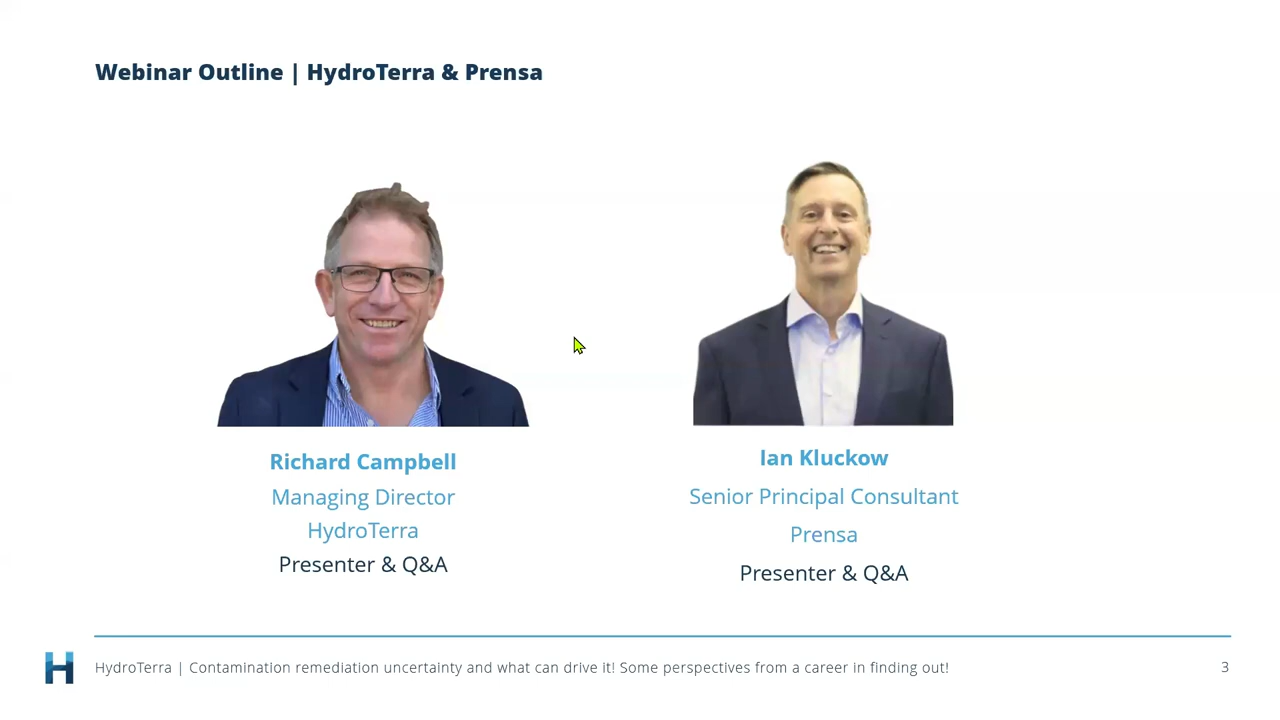 Webinar Outline | HydroTerra & Prensa
Richard Campbell
Managing Director
HydroTerra
Presenter & Q&A
Ian Kluckow
Senior Principal Consultant
Prensa
Presenter & Q&A
HydroTerra | Contamination remediation uncertainty and what can drive it! Some perspectives from a career in finding out!
3